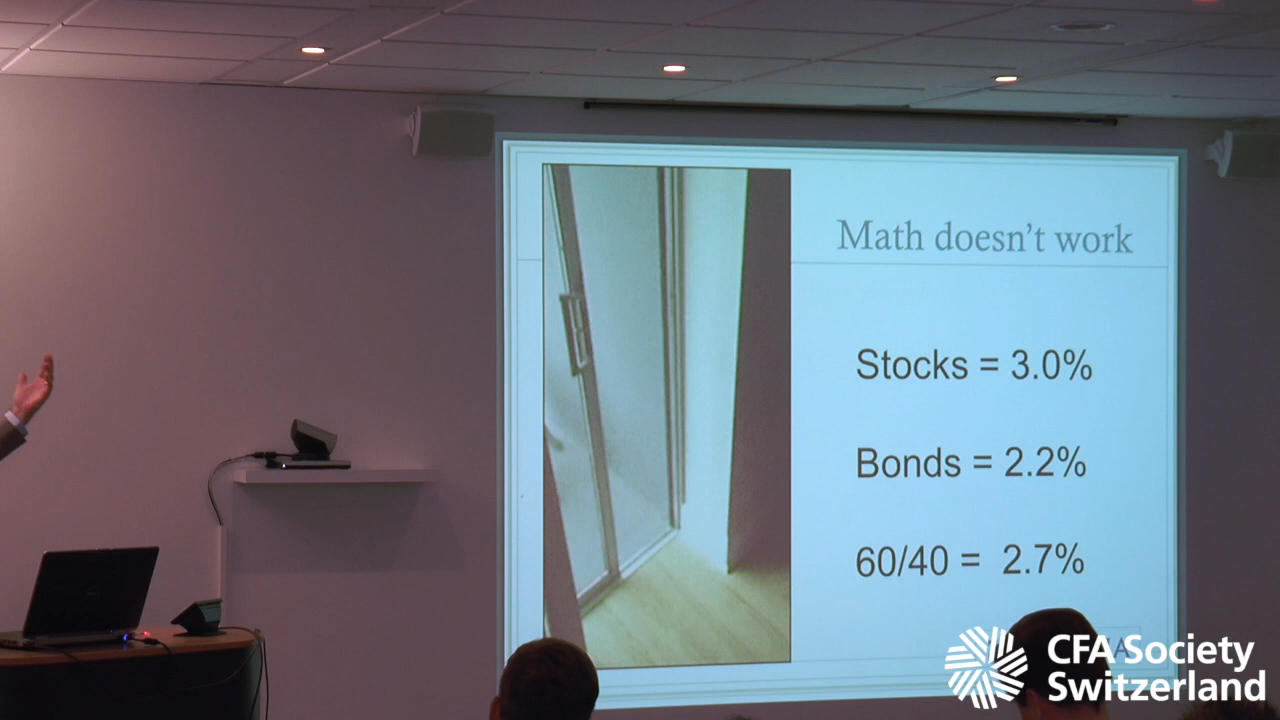 Math doesn't work
Stocks = 3.0%
Bonds = 2.2%
60/40 = 2.7%
CFA Society
Switzerland